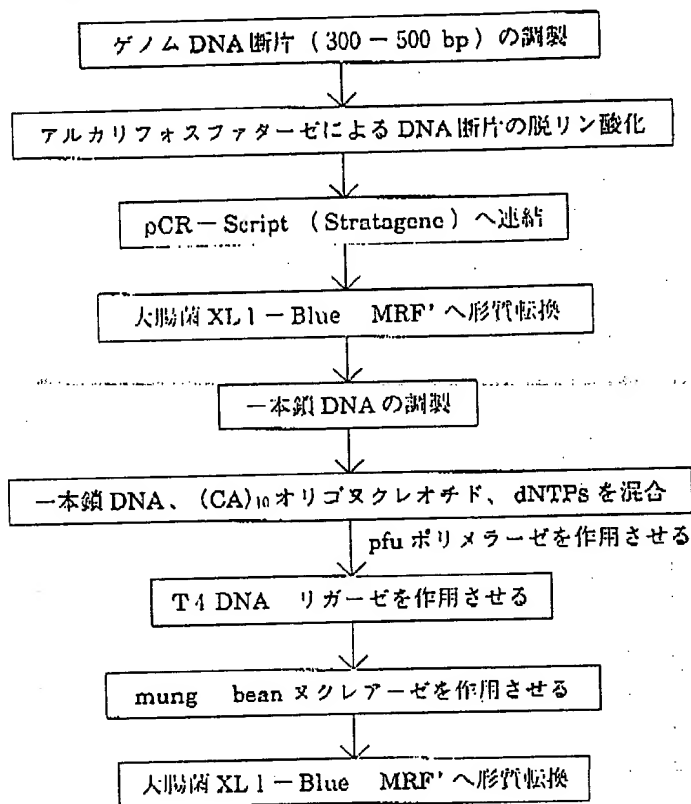 ゲノム DNA 断片 (300 − 500 bp) の調製
アルカリフォスファターゼによる DNA 断片の脱リン酸化
pCR − Script (Stratagene) へ連結
大腸菌 XL1 − Blue MRF' へ形質転換
一本鎖 DNA の調製
一本鎖 DNA、(CA)₁₀ オリゴヌクレオチド、dNTPs を混合
pfu ポリメラーゼを作用させる
T4 DNA リガーゼを作用させる
mung bean ヌクレアーゼを作用させる
大腸菌 XL1 − Blue MRF' へ形質転換